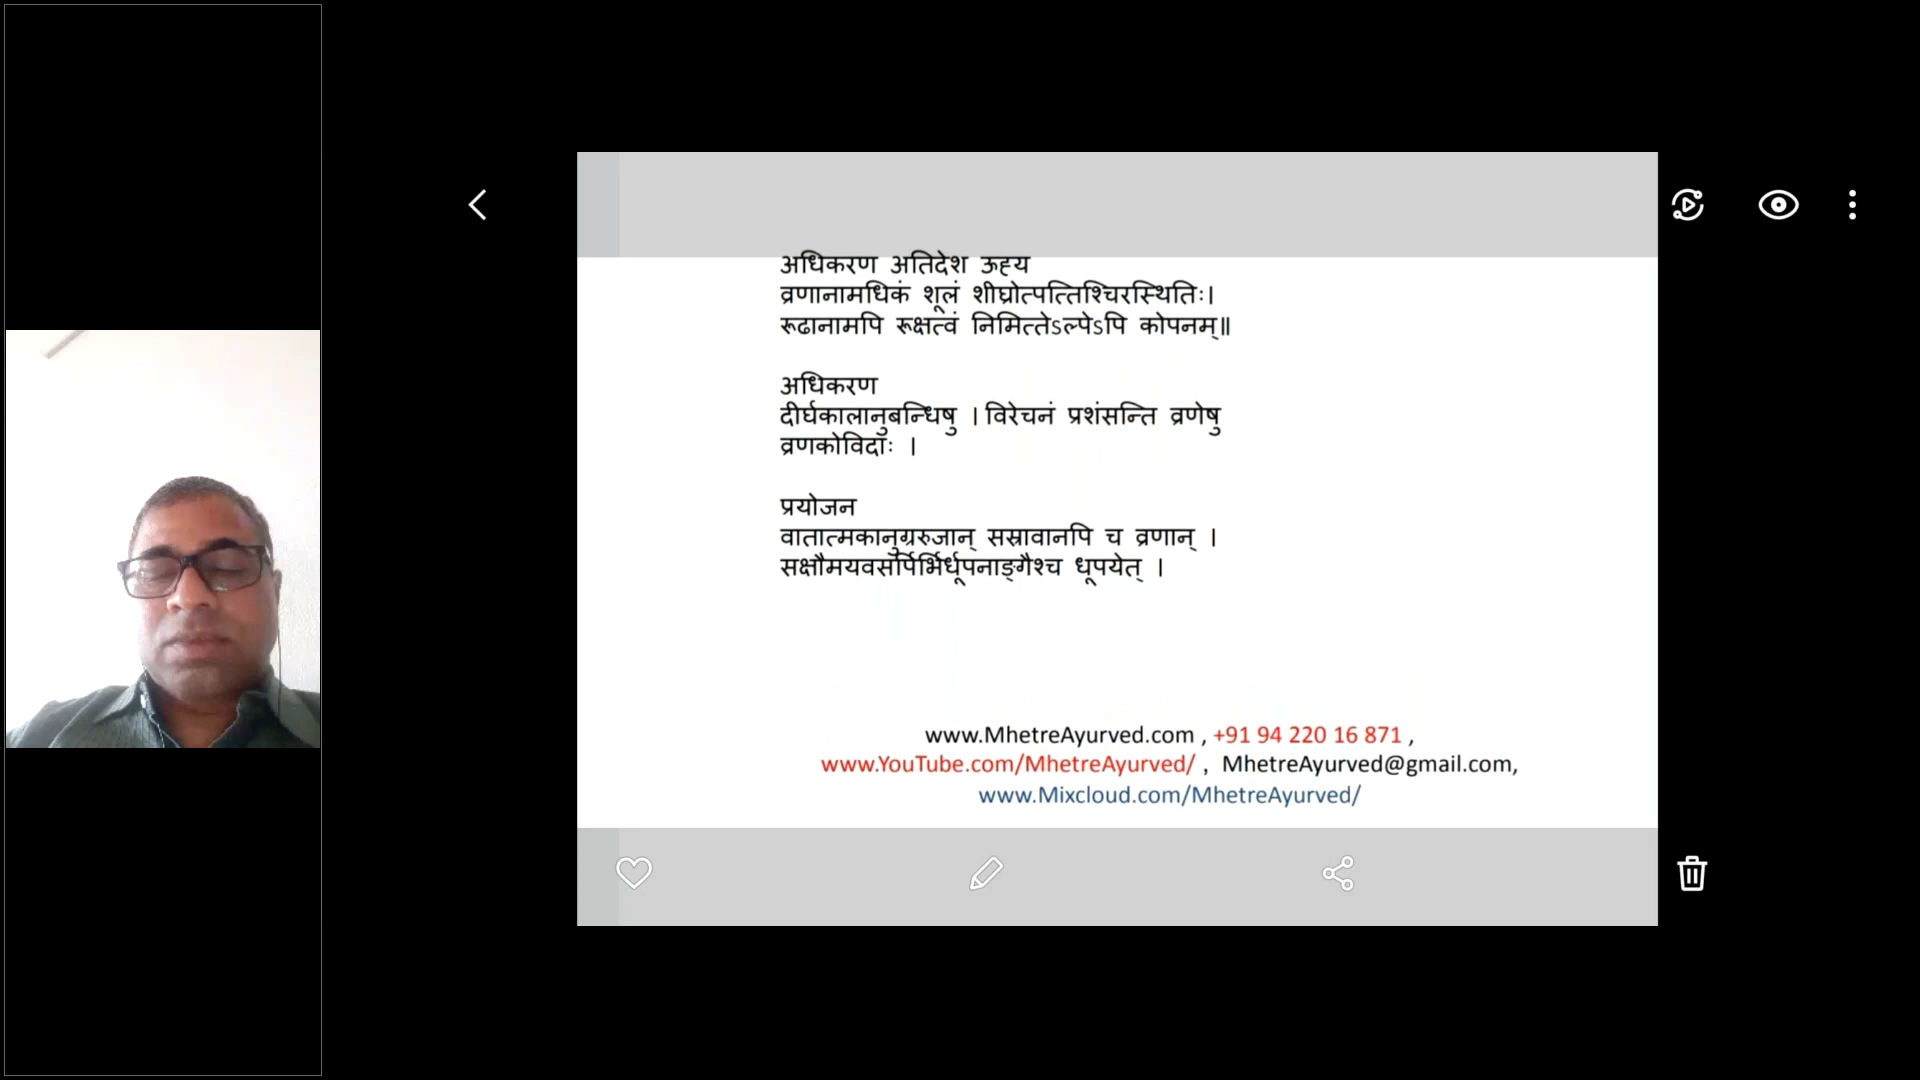 अधिकरण अतिदेश ऊह्य
व्रणानामधिकं शूलं शीघ्रोत्पत्तिश्चिरस्थितिः।
रूढानामपि रूक्षत्वं निमित्तेऽल्पेऽपि कोपनम्॥
अधिकरण
दीर्घकालानुबन्धिषु । विरेचनं प्रशंसन्ति व्रणेषु
व्रणकोविदाः ।
प्रयोजन
वातात्मकानुग्ररुजान् सस्रावानपि च व्रणान् ।
सक्षौमयवसर्पिर्भिर्धूपनाङ्गैश्च धूपयेत् ।
www.MhetreAyurved.com , +91 94 220 16 871 ,
www.YouTube.com/MhetreAyurved/ , MhetreAyurved@gmail.com,
www.Mixcloud.com/MhetreAyurved/